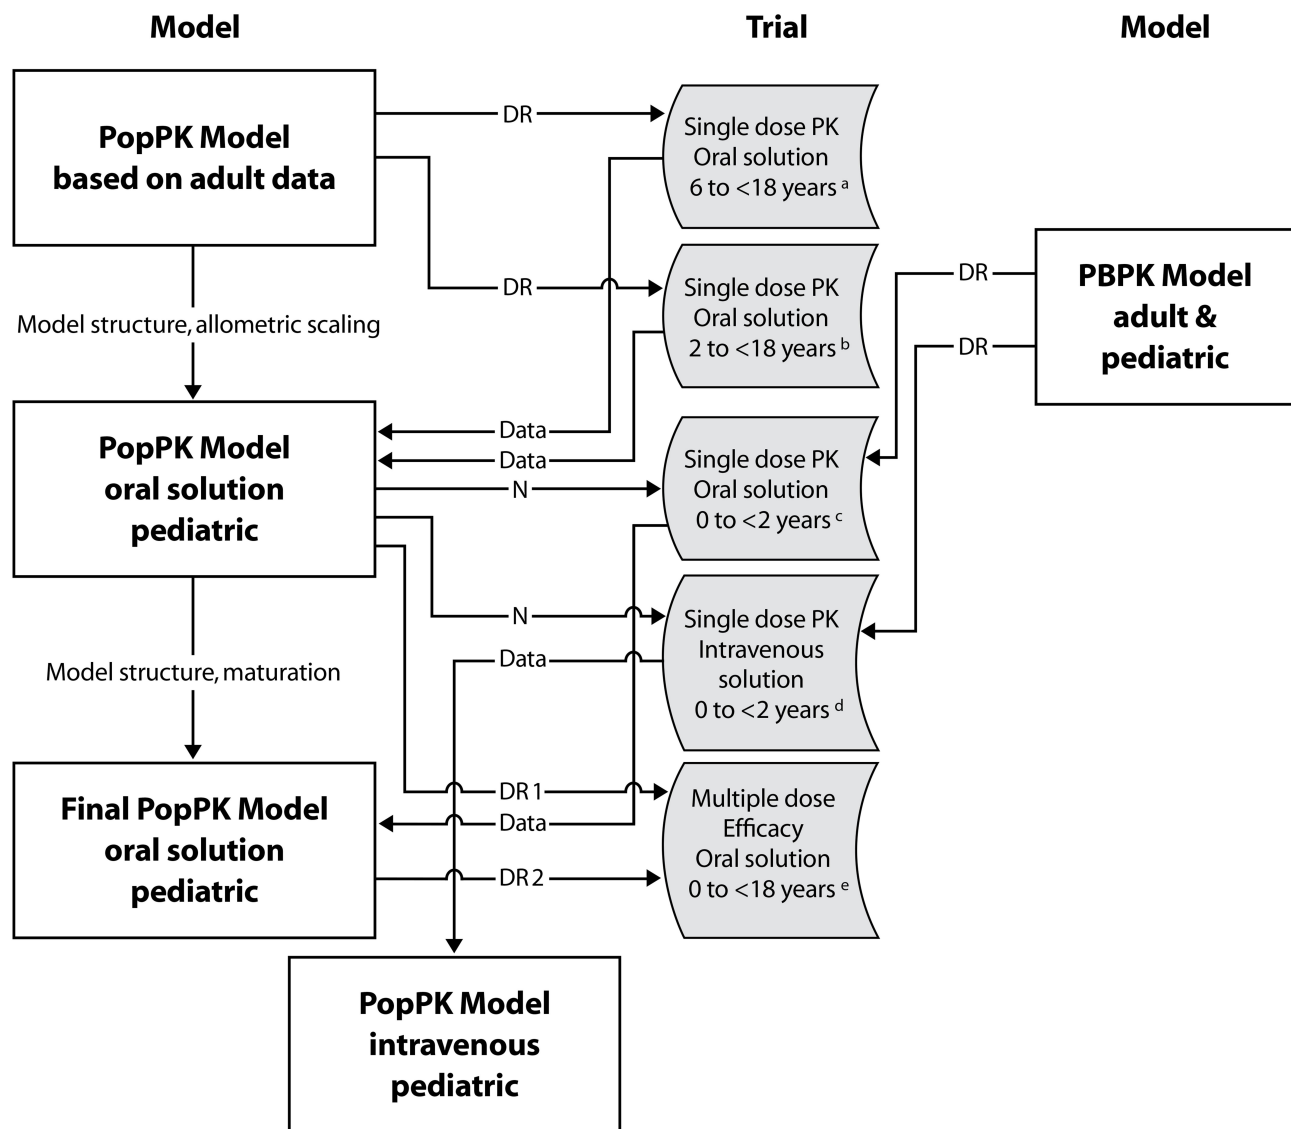 Model
Trial
Model
PopPK Model
based on adult data
DR
DR
Single dose PK
Oral solution
6 to <18 years a
Single dose PK
Oral solution
2 to <18 years b
DR
DR
PBPK Model
adult &
pediatric
Model structure, allometric scaling
PopPK Model
oral solution
pediatric
Data
Data
N
Single dose PK
Oral solution
0 to <2 years c
N
Data
Single dose PK
Intravenous
solution
0 to <2 years d
Model structure, maturation
Final PopPK Model
oral solution
pediatric
DR1
Data
DR2
Multiple dose
Efficacy
Oral solution
0 to <18 years e
PopPK Model
intravenous
pediatric